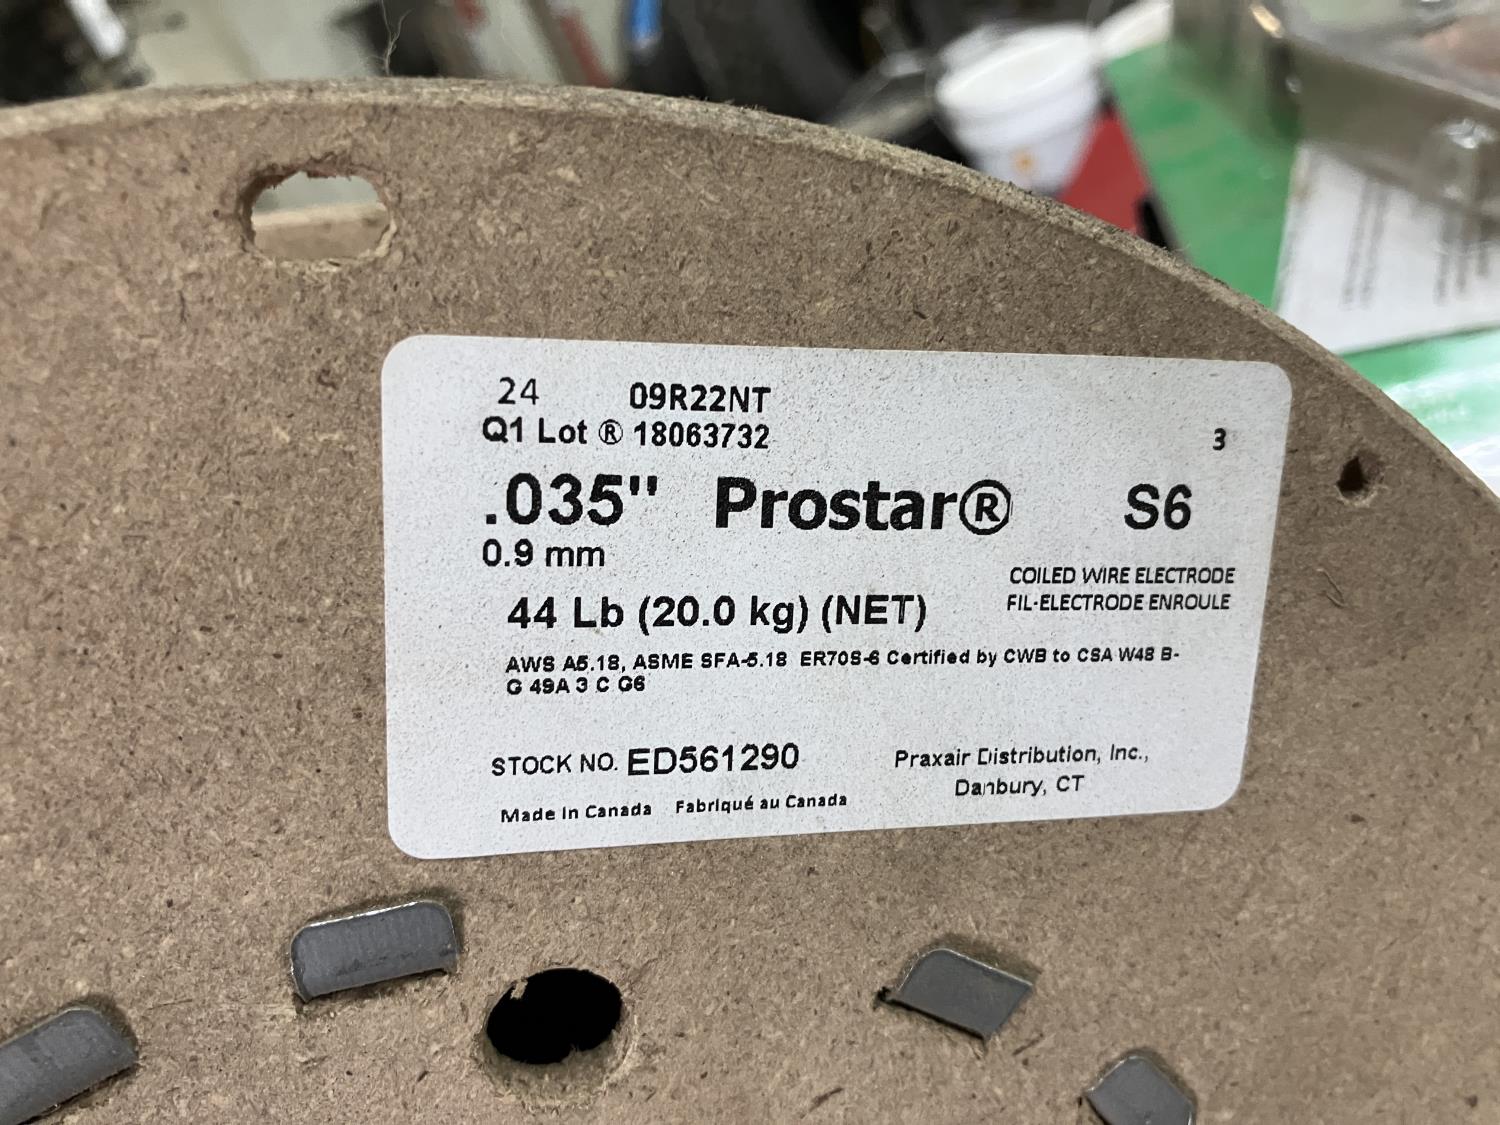 24 09R22NT
Q1 Lot ® 18063732 3
.035" Prostar® S6
0.9 mm
COILED WIRE ELECTRODE
FIL-ELECTRODE ENROULE
44 Lb (20.0 kg) (NET)
AWS A5.18, ASME SFA-5.18 ER70S-6 Certified by CWB to CSA W48 B-
G 49A 3 C G6
STOCK NO. ED561290
Praxair Distribution, Inc.,
Danbury, CT
Made in Canada Fabriqué au Canada